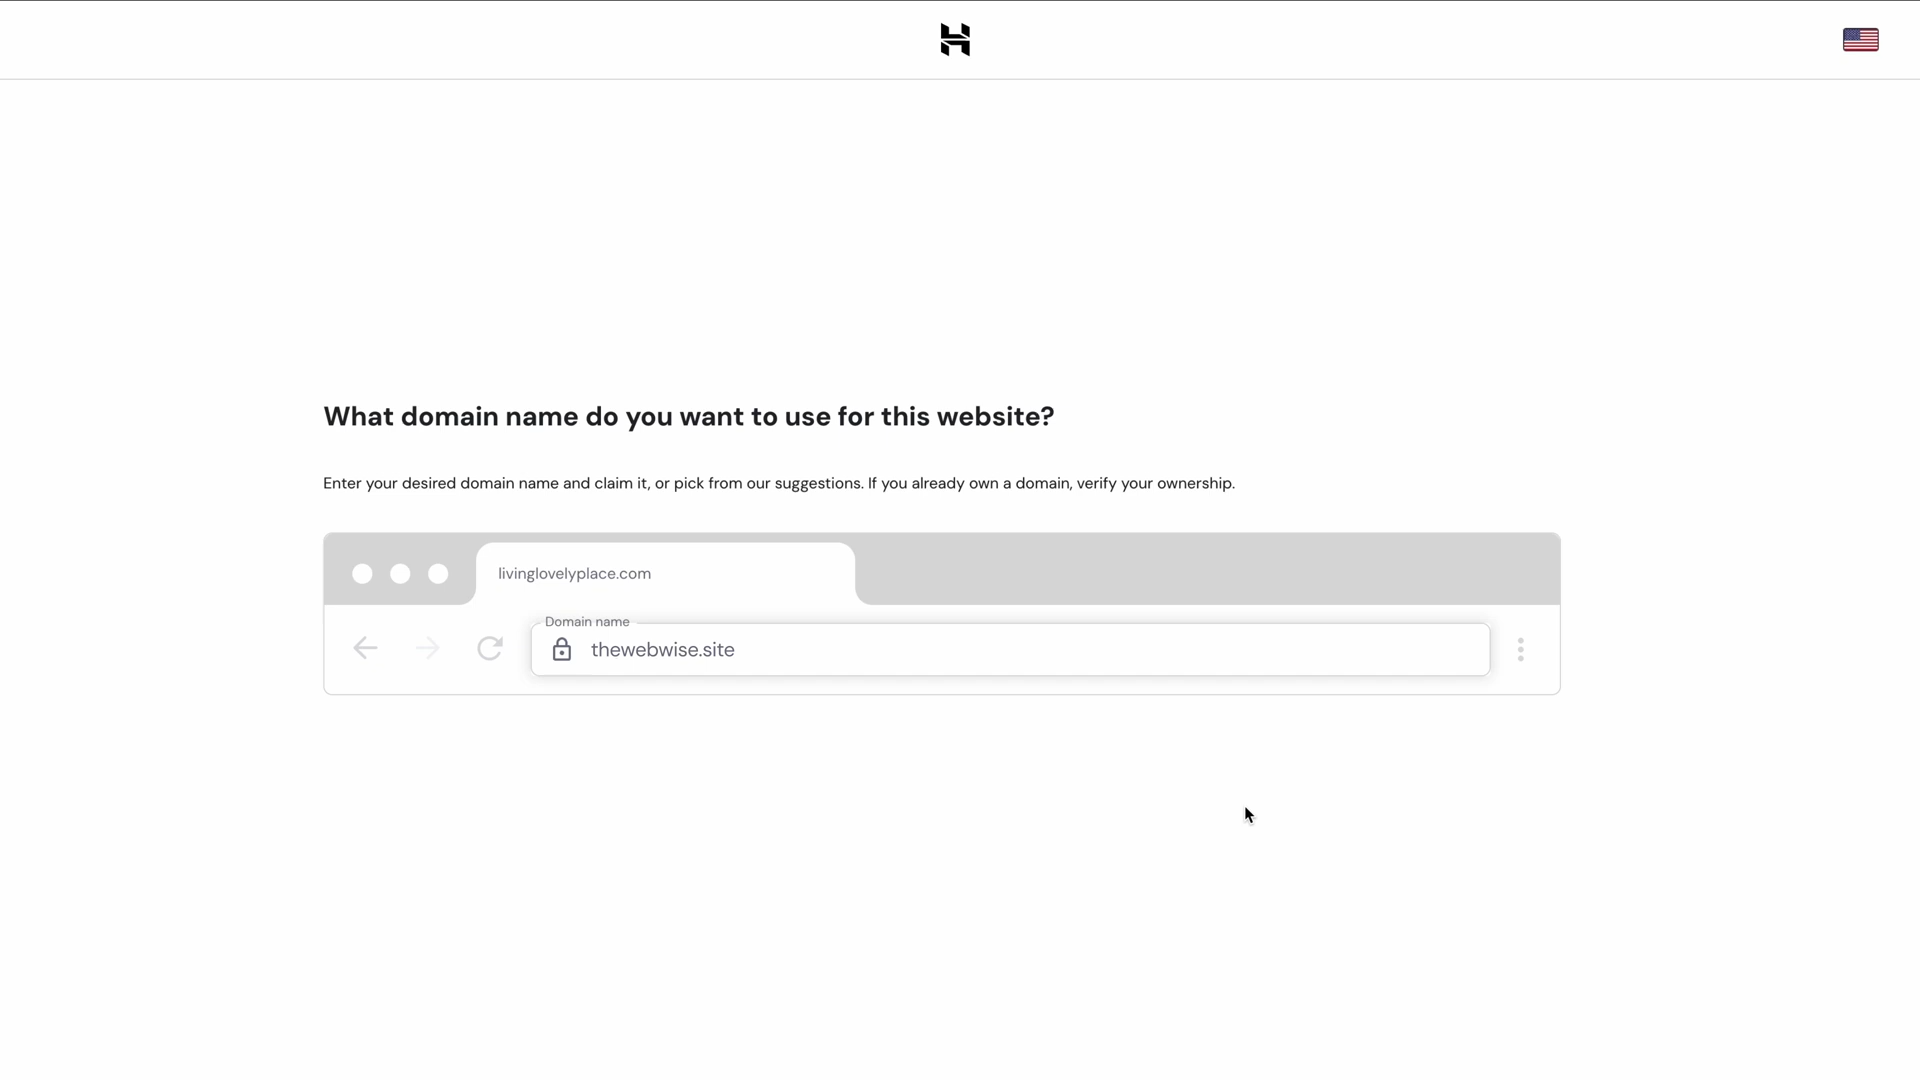 What domain name do you want to use for this website?
Enter your desired domain name and claim it, or pick from our suggestions. If you already own a domain, verify your ownership.
livinglovelyplace.com
Domain name
thewebwise.site